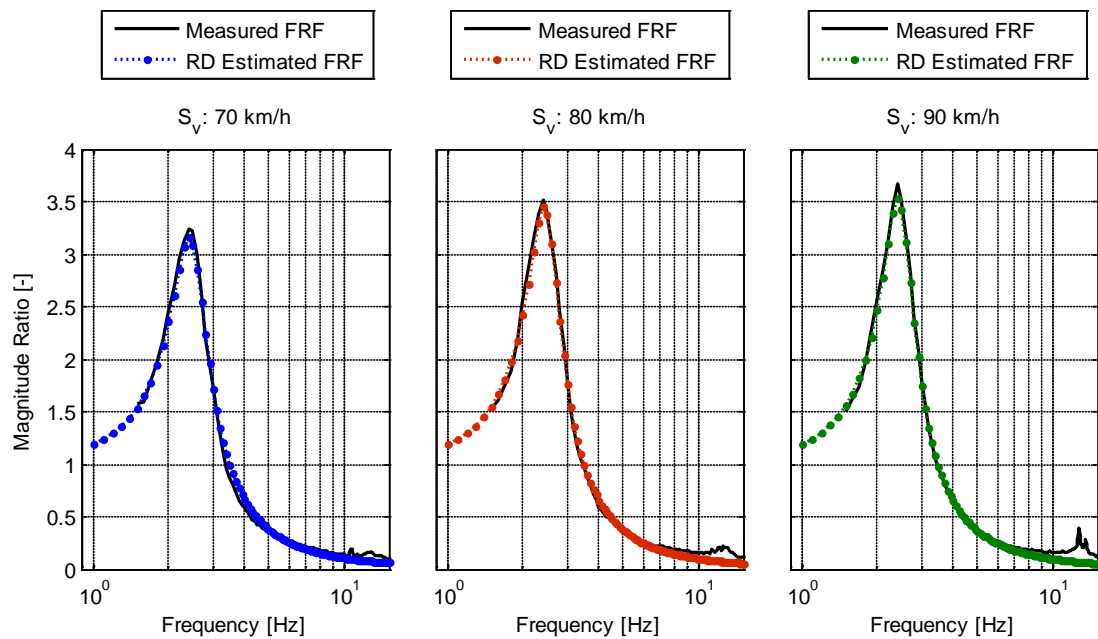 Measured FRF
RD Estimated FRF
Measured FRF
RD Estimated FRF
Measured FRF
RD Estimated FRF
S_v: 70 km/h
S_v: 80 km/h
S_v: 90 km/h
4
3.5
3
2.5
2
1.5
1
0.5
0
Magnitude Ratio [-]
10^0
10^1
10^0
10^1
10^0
10^1
Frequency [Hz]
Frequency [Hz]
Frequency [Hz]